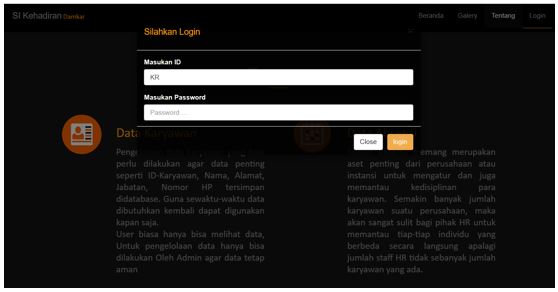 SI Kehadiran Damkar
Beranda Galery Tentang Login
Silahkan Login
×
Masukan ID
KR
Masukan Password
Password ...
Close login
Data Karyawan
perlu dilakukan agar data penting
seperti ID-Karyawan, Nama, Alamat,
Jabatan, Nomor HP tersimpan
didatabase. Guna sewaktu-waktu data
dibutuhkan kembali dapat digunakan
kapan saja.
User biasa hanya bisa melihat data,
Untuk pengelolaan data hanya bisa
dilakukan Oleh Admin agar data tetap
aman
emang merupakan
aset penting dari perusahaan atau
instansi untuk mengatur dan juga
memantau kedisiplinan para
karyawan. Semakin banyak jumlah
karyawan suatu perusahaan, maka
akan sangat sulit bagi pihak HR untuk
memantau tiap-tiap individu yang
berbeda secara langsung apalagi
jumlah staff HR tidak sebanyak jumlah
karyawan yang ada.